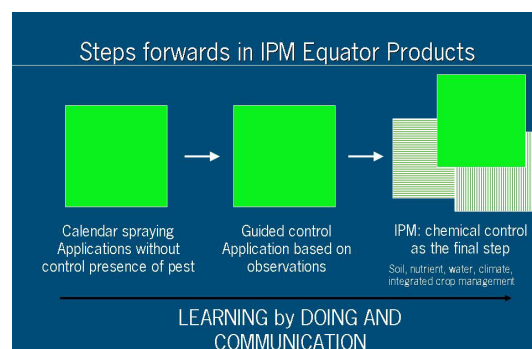 Steps forwards in IPM Equator Products
Calendar spraying
Applications without
control presence of pest
Guided control
Application based on
observations
IPM: chemical control
as the final step
Soil, nutrient, water, climate,
integrated crop management
LEARNING by DOING AND
COMMUNICATION